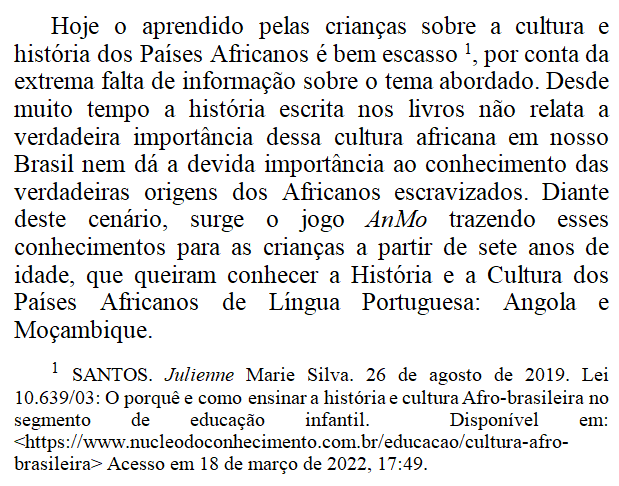 Hoje o aprendido pelas crianças sobre a cultura e
história dos Países Africanos é bem escasso ¹, por conta da
extrema falta de informação sobre o tema abordado. Desde
muito tempo a história escrita nos livros não relata a
verdadeira importância dessa cultura africana em nosso
Brasil nem dá a devida importância ao conhecimento das
verdadeiras origens dos Africanos escravizados. Diante
deste cenário, surge o jogo AnMo trazendo esses
conhecimentos para as crianças a partir de sete anos de
idade, que queiram conhecer a História e a Cultura dos
Países Africanos de Língua Portuguesa: Angola e
Moçambique.
¹ SANTOS. Julienne Marie Silva. 26 de agosto de 2019. Lei
10.639/03: O porquê e como ensinar a história e cultura Afro-brasileira no
segmento de educação infantil. Disponível em:
<https://www.nucleodoconhecimento.com.br/educacao/cultura-afro-
brasileira> Acesso em 18 de março de 2022, 17:49.